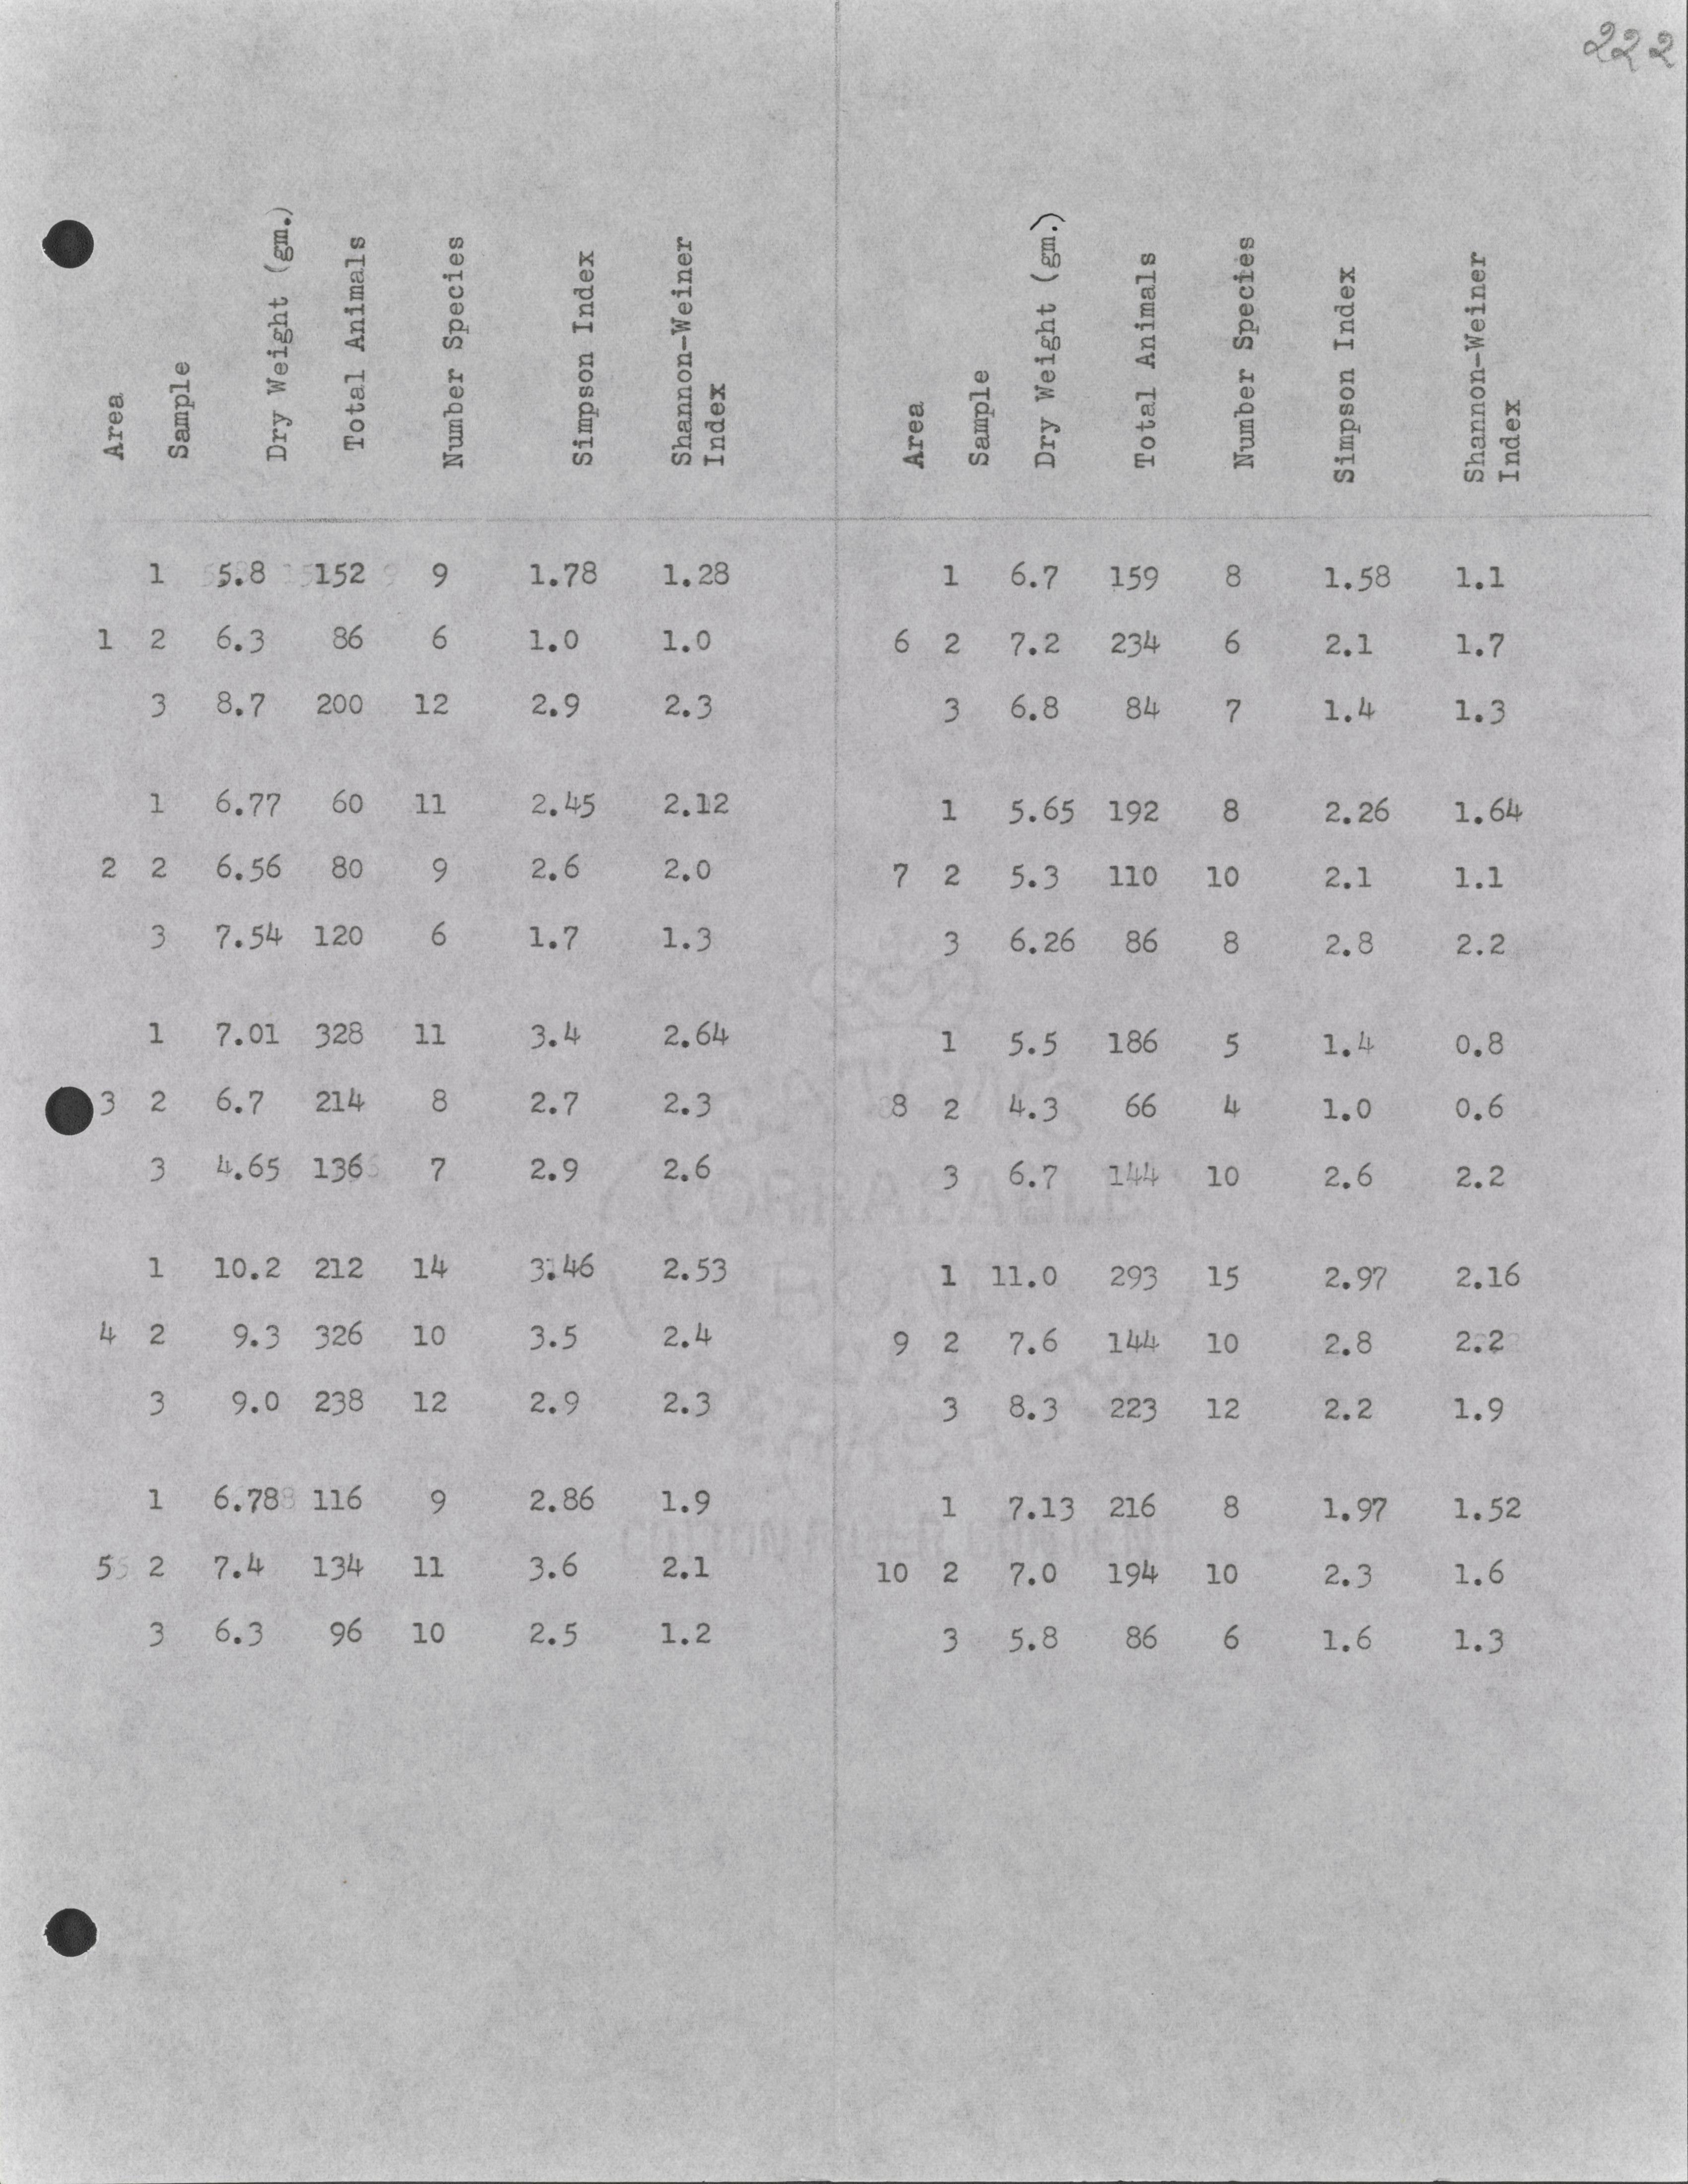 222
Area Sample Dry Weight (gm.) Total Animals Number Species Simpson Index Shannon-Weiner Index Area Sample Dry Weight (gm.) Total Animals Number Species Simpson Index Shannon-Weiner Index
1 5.8 152 9 1.78 1.28 1 6.7 159 8 1.58 1.1
1 2 6.3 86 6 1.0 1.0 6 2 7.2 234 6 2.1 1.7
3 8.7 200 12 2.9 2.3 3 6.8 84 7 1.4 1.3
1 6.77 60 11 2.45 2.12 1 5.65 192 8 2.26 1.64
2 2 6.56 80 9 2.6 2.0 7 2 5.3 110 10 2.1 1.1
3 7.54 120 6 1.7 1.3 3 6.26 86 8 2.8 2.2
1 7.01 328 11 3.4 2.64 1 5.5 186 5 1.4 0.8
3 2 6.7 214 8 2.7 2.3 8 2 4.3 66 4 1.0 0.6
3 4.65 136 7 2.9 2.6 3 6.7 144 10 2.6 2.2
1 10.2 212 14 3.46 2.53 1 11.0 293 15 2.97 2.16
4 2 9.3 326 10 3.5 2.4 9 2 7.6 144 10 2.8 2.2
3 9.0 238 12 2.9 2.3 3 8.3 223 12 2.2 1.9
1 6.78 116 9 2.86 1.9 1 7.13 216 8 1.97 1.52
5 2 7.4 134 11 3.6 2.1 10 2 7.0 194 10 2.3 1.6
3 6.3 96 10 2.5 1.2 3 5.8 86 6 1.6 1.3